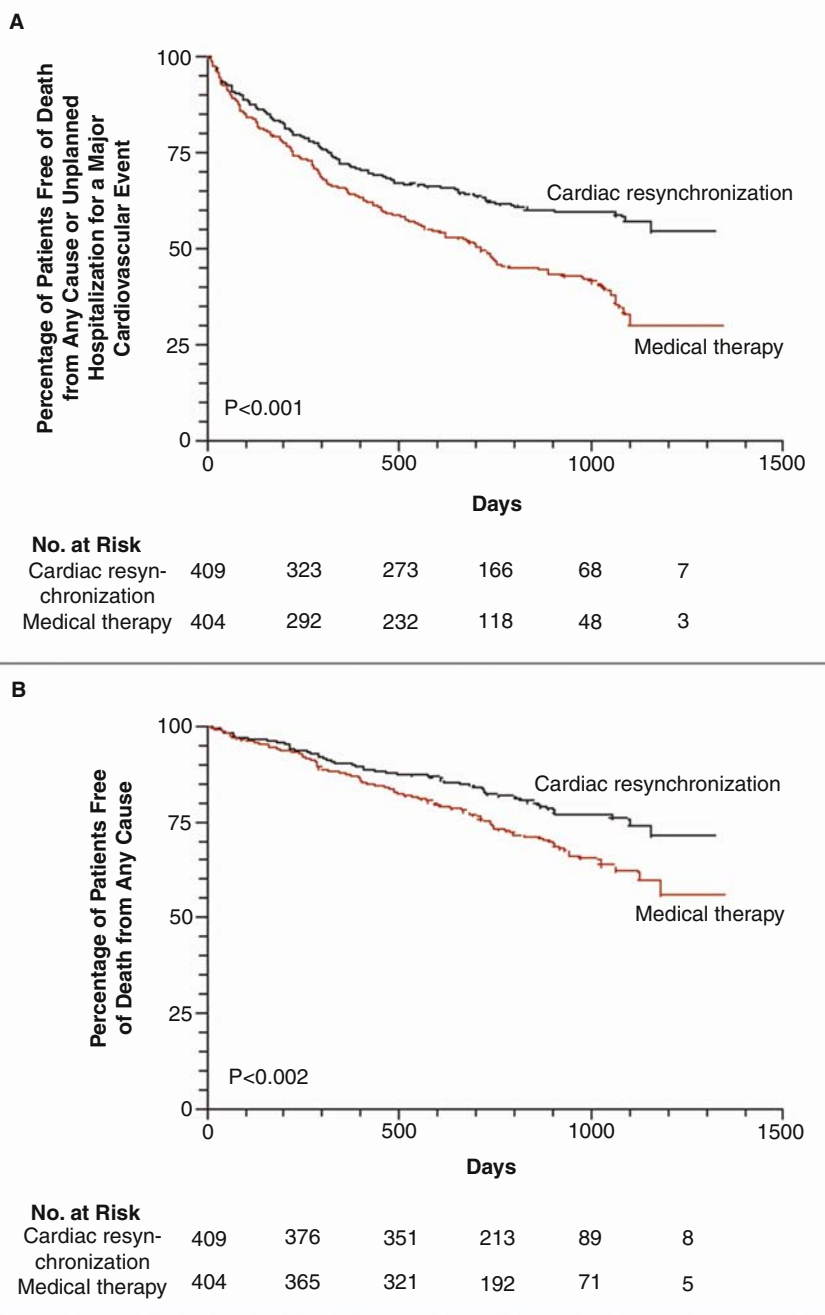 A
Percentage of Patients Free of Death
from Any Cause or Unplanned
Hospitalization for a Major
Cardiovascular Event
100
75
50
25
0
Cardiac resynchronization
Medical therapy
P<0.001
0 500 1000 1500
Days
No. at Risk
Cardiac resyn-
chronization 409 323 273 166 68 7
Medical therapy 404 292 232 118 48 3
B
Percentage of Patients Free
of Death from Any Cause
100
75
50
25
0
Cardiac resynchronization
Medical therapy
P<0.002
0 500 1000 1500
Days
No. at Risk
Cardiac resyn-
chronization 409 376 351 213 89 8
Medical therapy 404 365 321 192 71 5